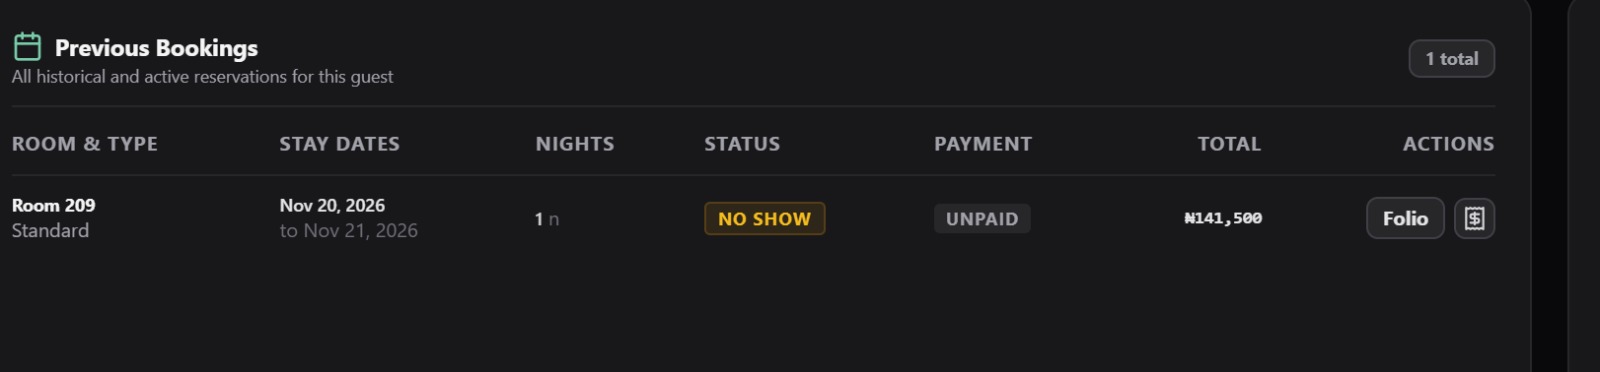 Previous Bookings
All historical and active reservations for this guest
1 total
ROOM & TYPE STAY DATES NIGHTS STATUS PAYMENT TOTAL ACTIONS
Room 209 Nov 20, 2026 1 n NO SHOW UNPAID ₦141,500 Folio
Standard to Nov 21, 2026